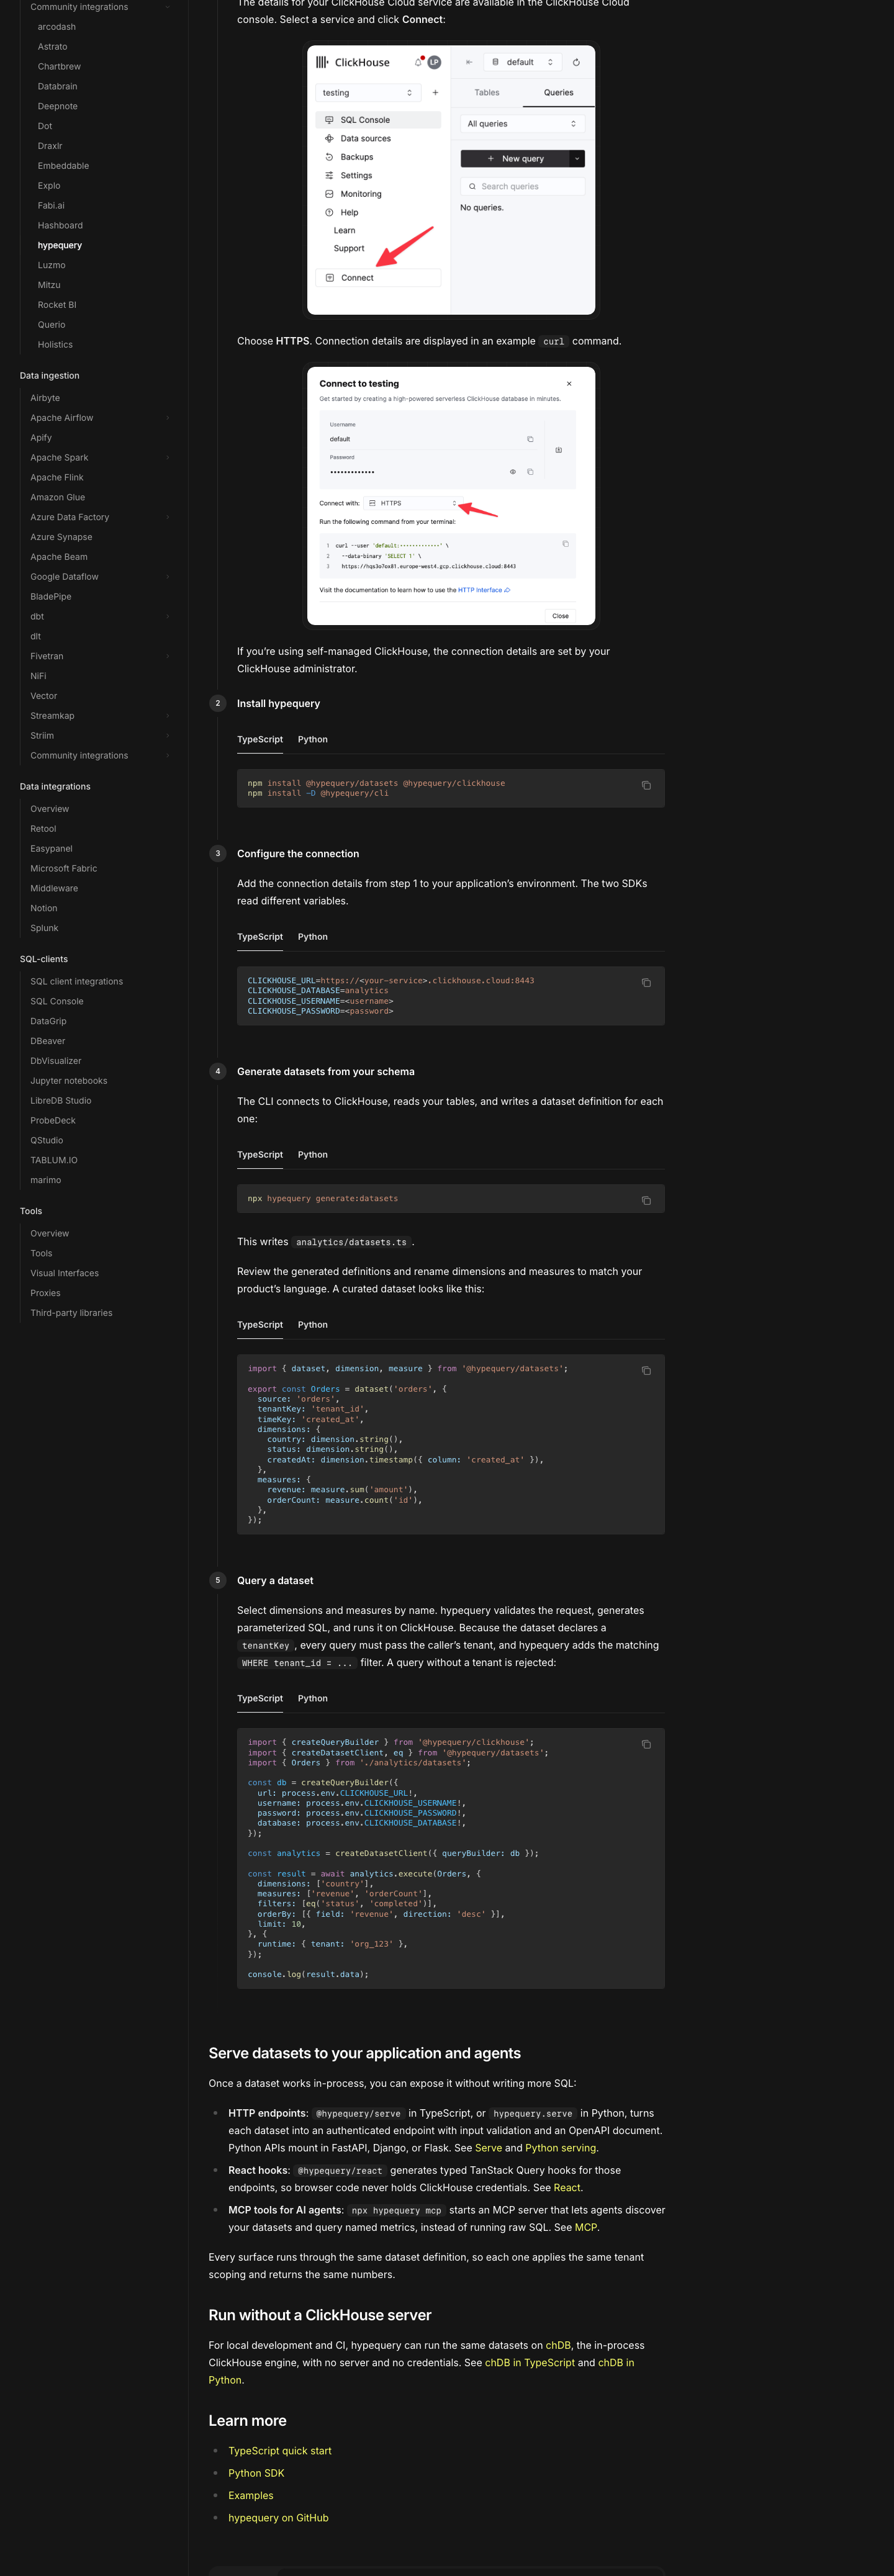 Community integrations
arcodash
Astrato
Chartbrew
Databrain
Deepnote
Dot
Draxlr
Embeddable
Explo
Fabi.ai
Hashboard
hypequery
Luzmo
Mitzu
Rocket BI
Querio
Holistics
Data ingestion
Airbyte
Apache Airflow
Apify
Apache Spark
Apache Flink
Amazon Glue
Azure Data Factory
Azure Synapse
Apache Beam
Google Dataflow
BladePipe
dbt
dlt
Fivetran
NiFi
Vector
Streamkap
Striim
Community integrations
Data integrations
Overview
Retool
Easypanel
Microsoft Fabric
Middleware
Notion
Splunk
SQL-clients
SQL client integrations
SQL Console
DataGrip
DBeaver
DbVisualizer
Jupyter notebooks
LibreDB Studio
ProbeDeck
QStudio
TABLUM.IO
marimo
Tools
Overview
Tools
Visual Interfaces
Proxies
Third-party libraries
The details for your ClickHouse Cloud service are available in the ClickHouse Cloud
console. Select a service and click Connect:
ClickHouse
LP
default
testing
+
Tables
Queries
SQL Console
Data sources
Backups
Settings
Monitoring
Help
Learn
Support
Connect
All queries
+ New query
Search queries
No queries.
Choose HTTPS. Connection details are displayed in an example curl command.
Connect to testing
Get started by creating a high-powered serverless ClickHouse database in minutes.
Username
default
Password
•••••••••••••
Connect with: HTTPS
Run the following command from your terminal:
1 curl --user 'default:·············' \
2 --data-binary 'SELECT 1' \
3 https://hqs3o7ox81.europe-west4.gcp.clickhouse.cloud:8443
Visit the documentation to learn how to use the HTTP Interface
Close
If you’re using self-managed ClickHouse, the connection details are set by your
ClickHouse administrator.
2 Install hypequery
TypeScript Python
npm install @hypequery/datasets @hypequery/clickhouse
npm install -D @hypequery/cli
3 Configure the connection
Add the connection details from step 1 to your application’s environment. The two SDKs
read different variables.
TypeScript Python
CLICKHOUSE_URL=https://<your-service>.clickhouse.cloud:8443
CLICKHOUSE_DATABASE=analytics
CLICKHOUSE_USERNAME=<username>
CLICKHOUSE_PASSWORD=<password>
4 Generate datasets from your schema
The CLI connects to ClickHouse, reads your tables, and writes a dataset definition for each
one:
TypeScript Python
npx hypequery generate:datasets
This writes analytics/datasets.ts.
Review the generated definitions and rename dimensions and measures to match your
product’s language. A curated dataset looks like this:
TypeScript Python
import { dataset, dimension, measure } from '@hypequery/datasets';
export const Orders = dataset('orders', {
source: 'orders',
tenantKey: 'tenant_id',
timeKey: 'created_at',
dimensions: {
country: dimension.string(),
status: dimension.string(),
createdAt: dimension.timestamp({ column: 'created_at' }),
},
measures: {
revenue: measure.sum('amount'),
orderCount: measure.count('id'),
},
});
5 Query a dataset
Select dimensions and measures by name. hypequery validates the request, generates
parameterized SQL, and runs it on ClickHouse. Because the dataset declares a
tenantKey, every query must pass the caller’s tenant, and hypequery adds the matching
WHERE tenant_id = ... filter. A query without a tenant is rejected:
TypeScript Python
import { createQueryBuilder } from '@hypequery/clickhouse';
import { createDatasetClient, eq } from '@hypequery/datasets';
import { Orders } from './analytics/datasets';
const db = createQueryBuilder({
url: process.env.CLICKHOUSE_URL!,
username: process.env.CLICKHOUSE_USERNAME!,
password: process.env.CLICKHOUSE_PASSWORD!,
database: process.env.CLICKHOUSE_DATABASE!,
});
const analytics = createDatasetClient({ queryBuilder: db });
const result = await analytics.execute(Orders, {
dimensions: ['country'],
measures: ['revenue', 'orderCount'],
filters: [eq('status', 'completed')],
orderBy: [{ field: 'revenue', direction: 'desc' }],
limit: 10,
}, {
runtime: { tenant: 'org_123' },
});
console.log(result.data);
Serve datasets to your application and agents
Once a dataset works in-process, you can expose it without writing more SQL:
HTTP endpoints: @hypequery/serve in TypeScript, or hypequery.serve in Python, turns
each dataset into an authenticated endpoint with input validation and an OpenAPI document.
Python APIs mount in FastAPI, Django, or Flask. See Serve and Python serving.
React hooks: @hypequery/react generates typed TanStack Query hooks for those
endpoints, so browser code never holds ClickHouse credentials. See React.
MCP tools for AI agents: npx hypequery mcp starts an MCP server that lets agents discover
your datasets and query named metrics, instead of running raw SQL. See MCP.
Every surface runs through the same dataset definition, so each one applies the same tenant
scoping and returns the same numbers.
Run without a ClickHouse server
For local development and CI, hypequery can run the same datasets on chDB, the in-process
ClickHouse engine, with no server and no credentials. See chDB in TypeScript and chDB in
Python.
Learn more
TypeScript quick start
Python SDK
Examples
hypequery on GitHub